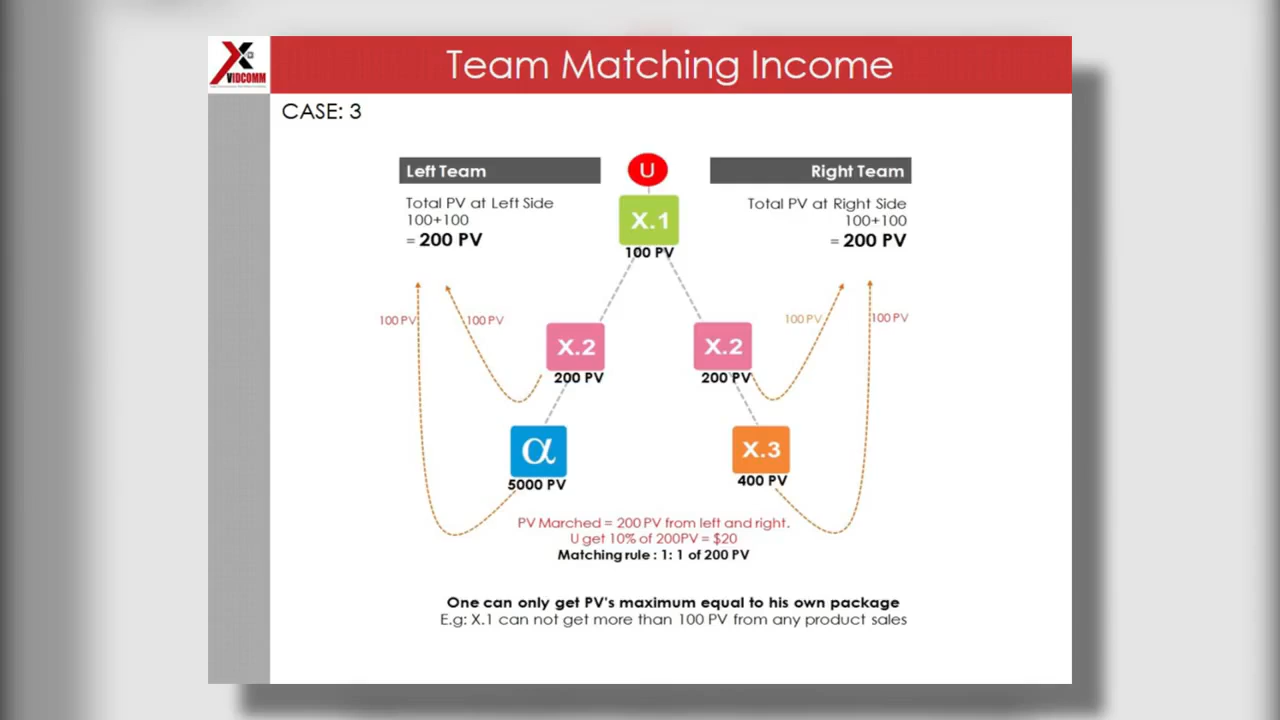 VIDCOMM
Team Matching Income
CASE: 3
Left Team
U
Right Team
Total PV at Left Side
100+100
= 200 PV
X.1
100 PV
Total PV at Right Side
100+100
= 200 PV
100 PV
100 PV
100 PV
100 PV
X.2
200 PV
X.2
200 PV
α
5000 PV
X.3
400 PV
PV Marched = 200 PV from left and right.
U get 10% of 200PV = $20
Matching rule : 1: 1 of 200 PV
One can only get PV's maximum equal to his own package
E.g: X.1 can not get more than 100 PV from any product sales